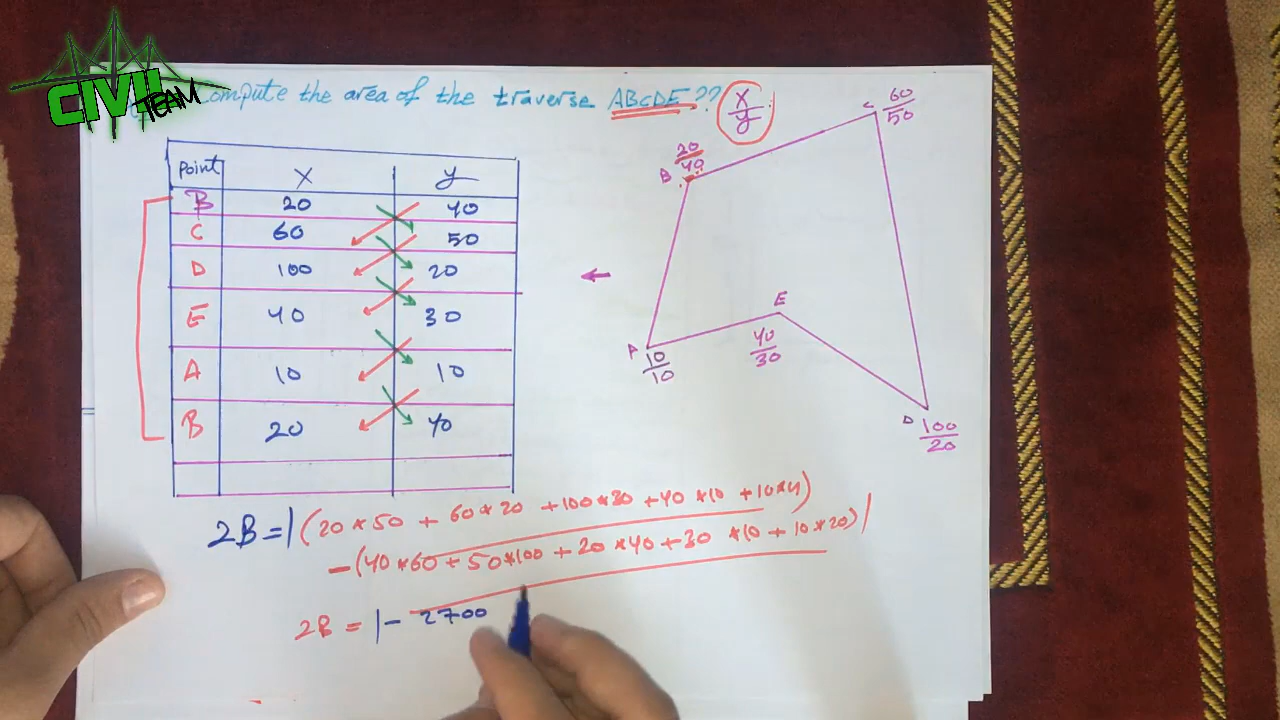 CIVIL
TEAM
Compute the area of the traverse ABCDE ??
x
y
Point X y
B 20 40
C 60 50
D 100 20
E 40 30
A 10 10
B 20 40
B 20
40
C 60
50
A 10
10
E
40
30
D 100
20
2B = |(20*50 + 60*20 +100*30 +40*10 +10*4)
-(40*60 + 50*100 + 20*40 + 30*10 + 10*20)|
2B = |- 2700